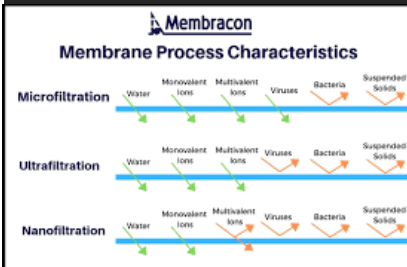 Membracon
Membrane Process Characteristics
Microfiltration
Water
Monovalent
Ions
Multivalent
Ions
Viruses
Bacteria
Suspended
Solids
Ultrafiltration
Water
Monovalent
Ions
Multivalent
Ions
Viruses
Bacteria
Suspended
Solids
Nanofiltration
Water
Monovalent
Ions
Multivalent
Ions
Viruses
Bacteria
Suspended
Solids